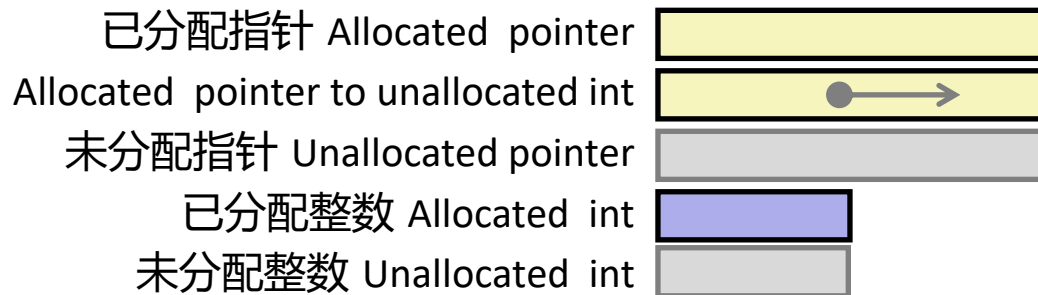 已分配指针 Allocated pointer
Allocated pointer to unallocated int
未分配指针 Unallocated pointer
已分配整数 Allocated int
未分配整数 Unallocated int